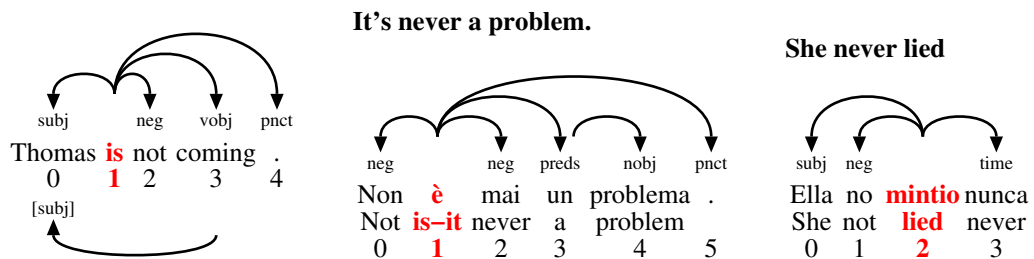 subj neg vobj pnct
Thomas is not coming .
0 1 2 3 4
[subj]
It's never a problem.
neg neg preds nobj pnct
Non è mai un problema .
Not is–it never a problem
0 1 2 3 4 5
She never lied
subj neg time
Ella no mintio nunca
She not lied never
0 1 2 3